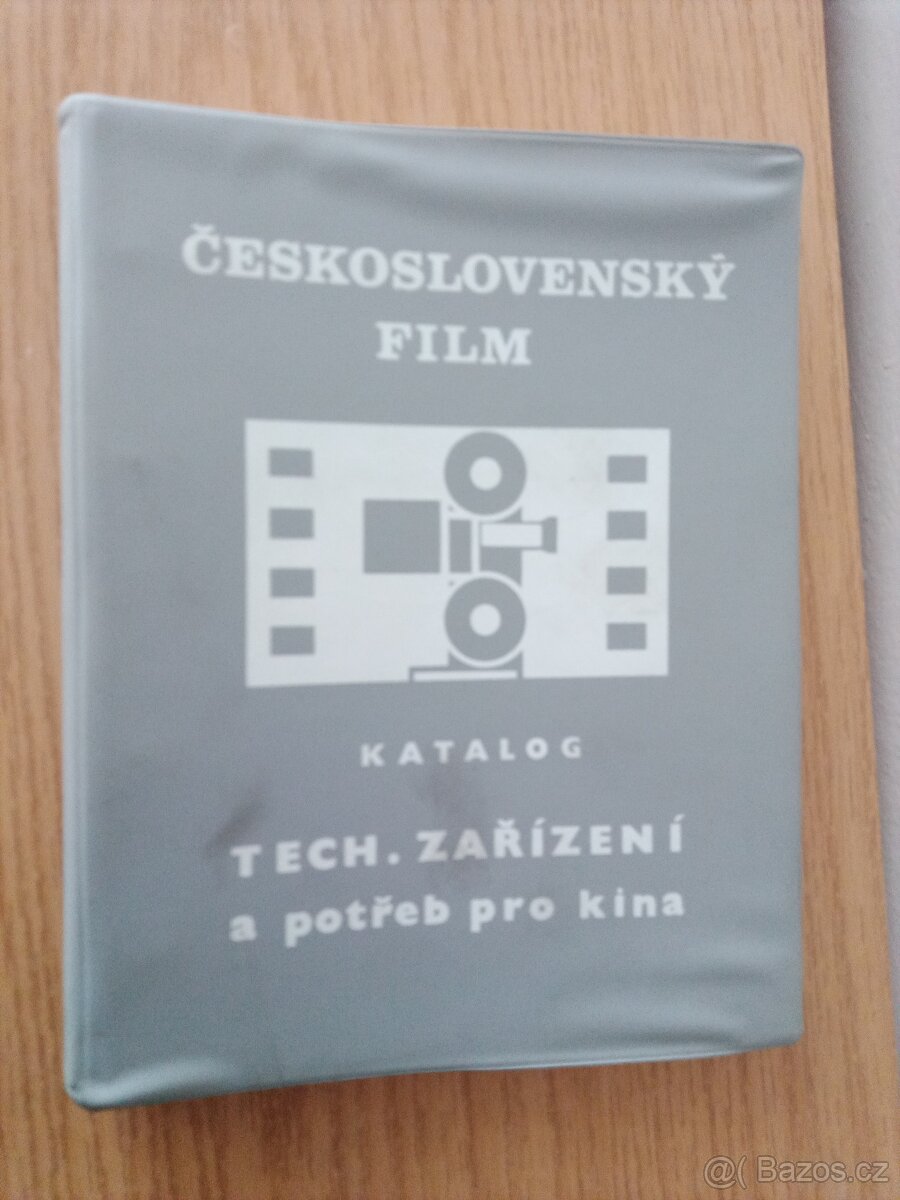 ČESKOSLOVENSKÝ
FILM
KATALOG
TECH. ZAŘÍZENÍ
a potřeb pro kina
@( Bazos.cz